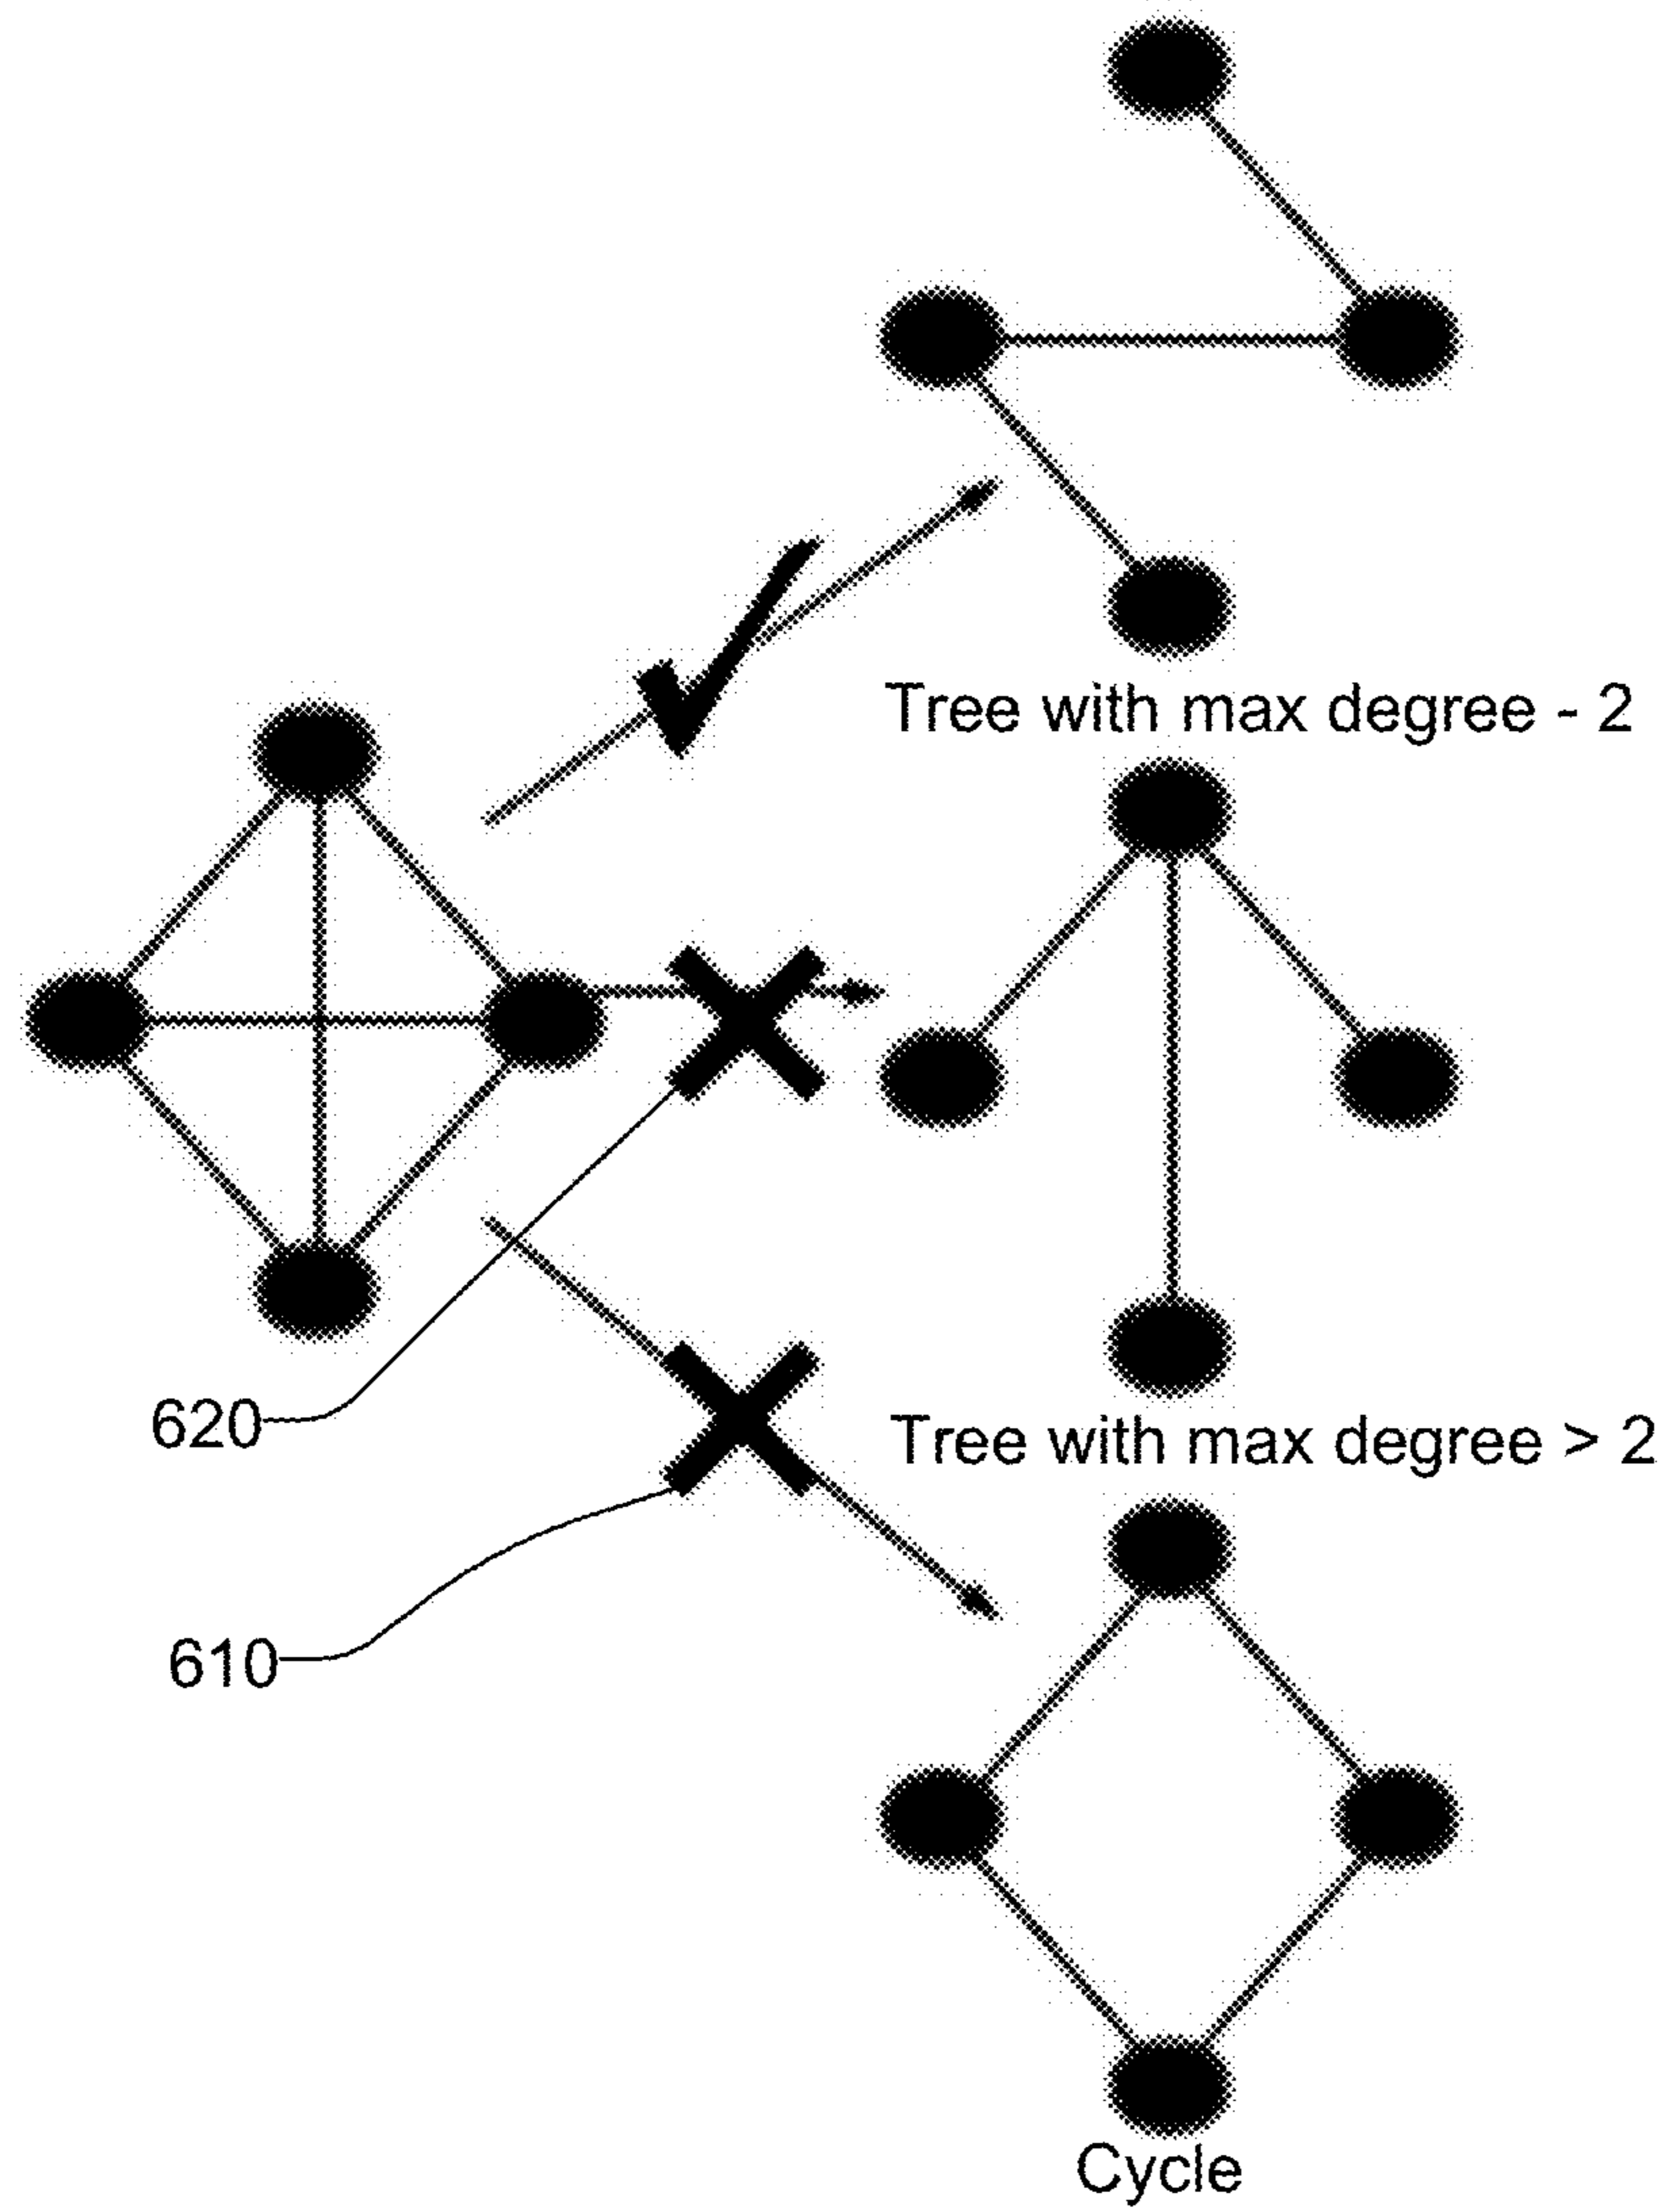 Tree with max degree - 2
620
Tree with max degree > 2
610
Cycle